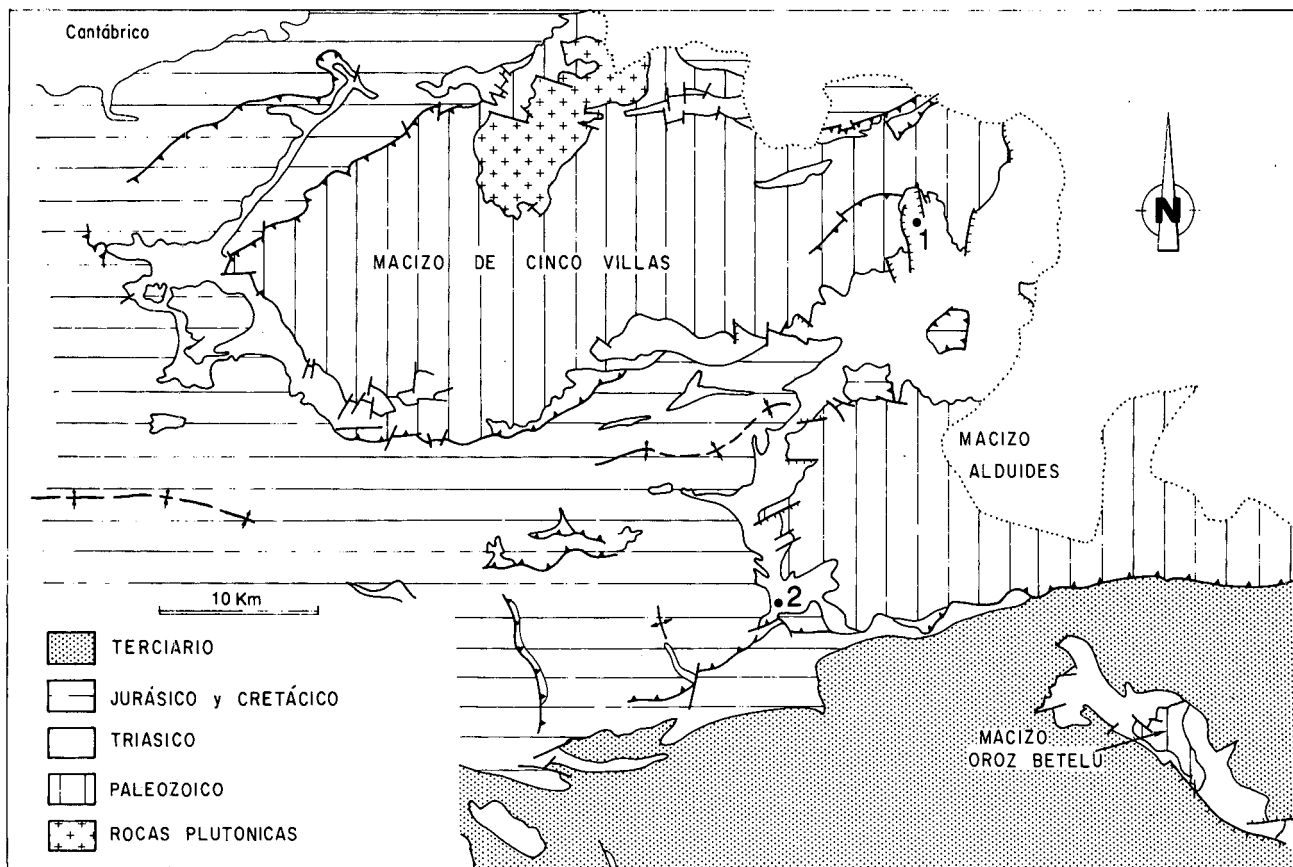 Cantábrico
N
1
MACIZO DE CINCO VILLAS
MACIZO
ALDUIDES
2
10 Km
TERCIARIO
JURÁSICO y CRETÁCICO
TRIASICO
PALEOZOICO
ROCAS PLUTONICAS
MACIZO
OROZ BETELU